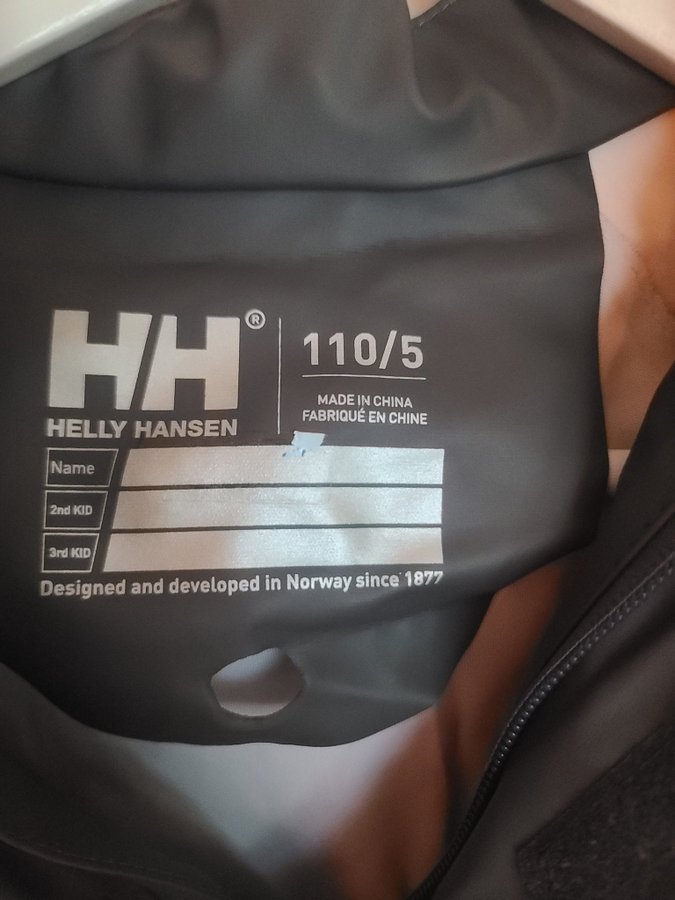 HH®
HELLY HANSEN
110/5
MADE IN CHINA
FABRIQUÉ EN CHINE
Name
2nd KID
3rd KID
Designed and developed in Norway since 1877